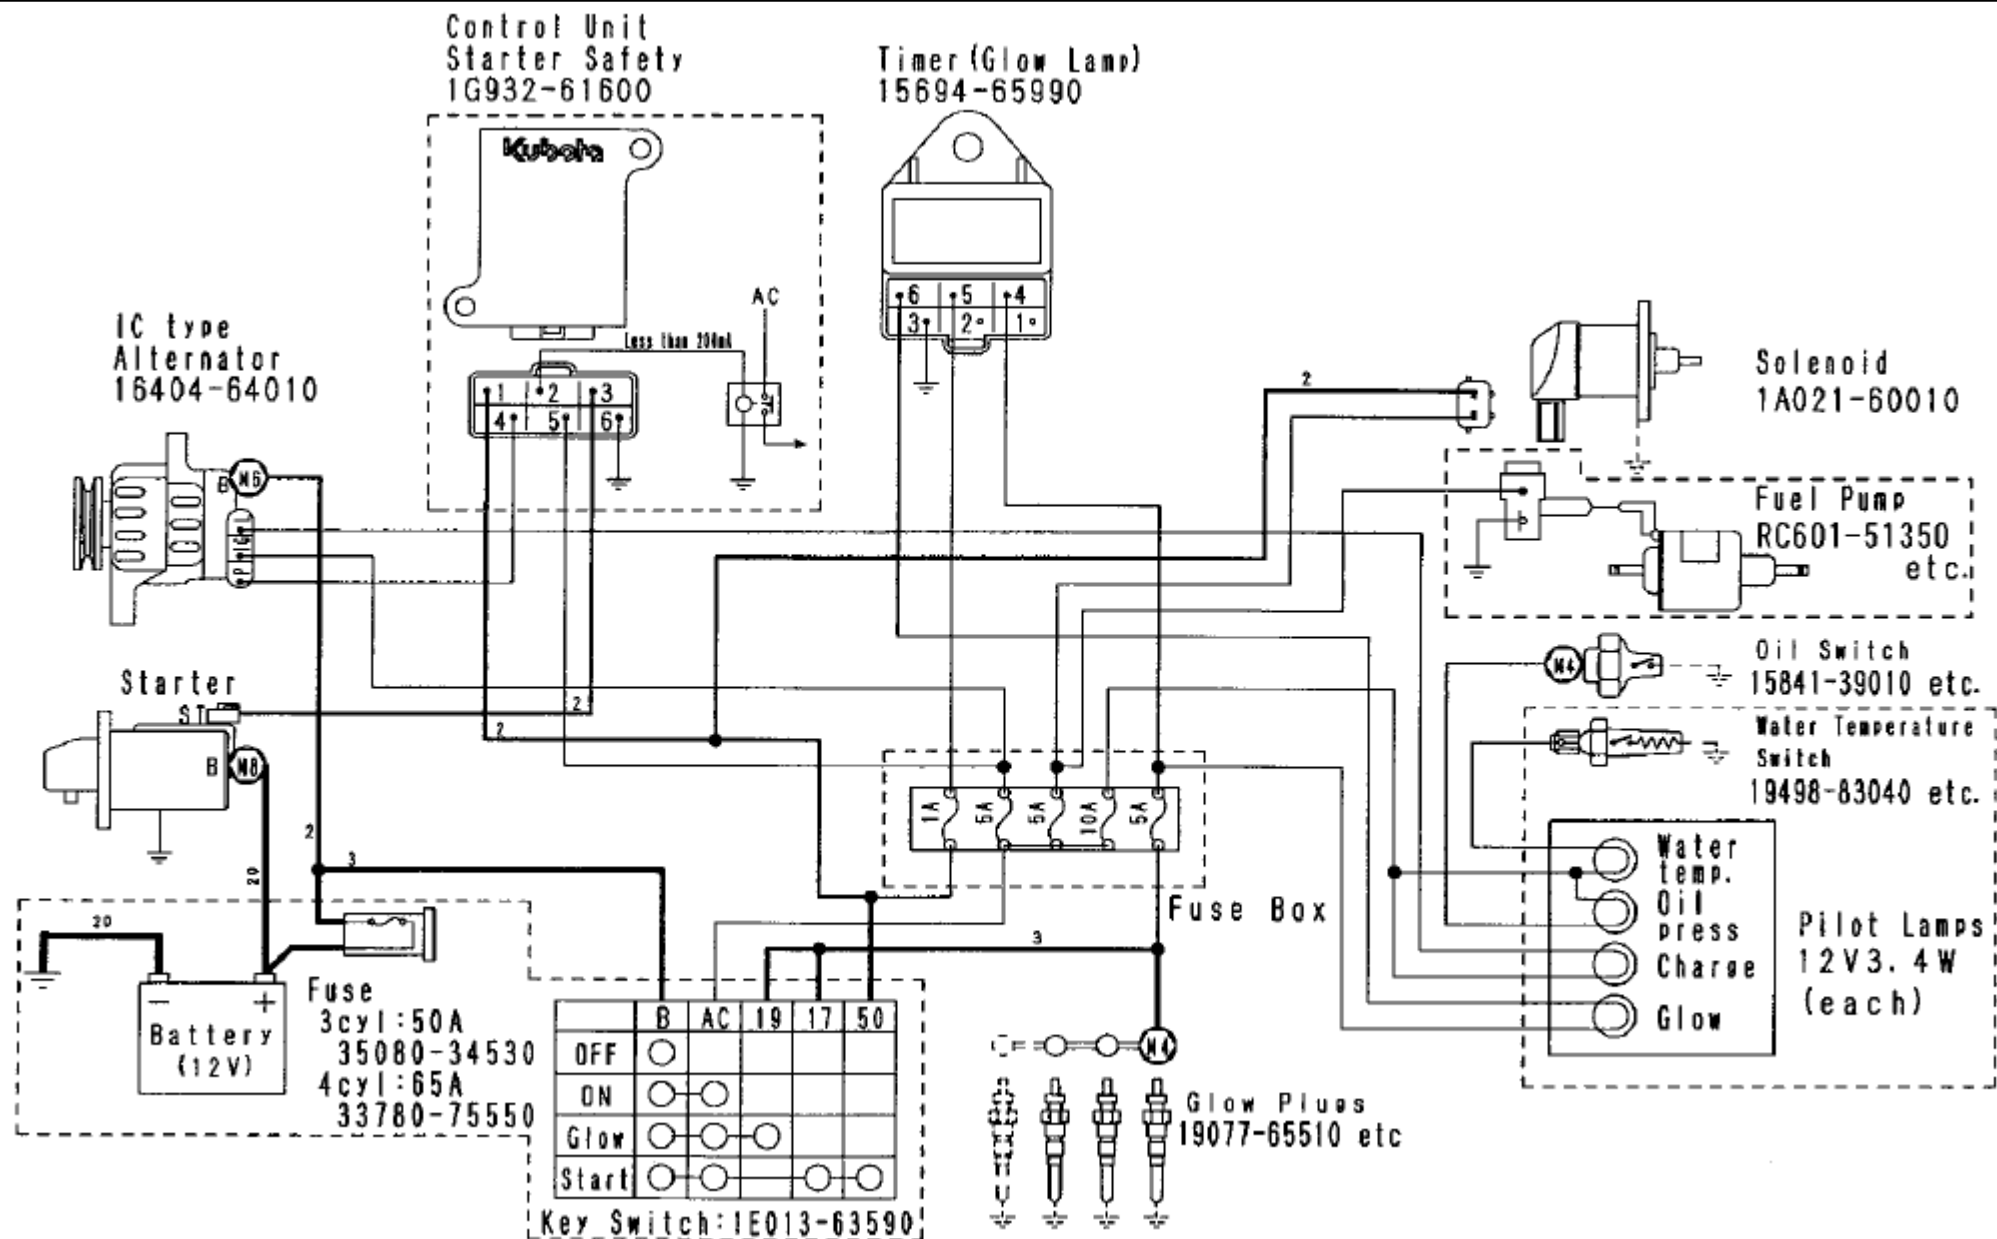 Control Unit
Starter Safety
1G932-61600
Timer (Glow Lamp)
15694-65990
Kubota
AC
Less than 200mA
1 2 3
4 5 6
6 5 4
3 2 1
IC type
Alternator
16404-64010
B M6
L
IG
P
2
Solenoid
1A021-60010
Fuel Pump
RC601-51350
etc.
Starter
ST
2
2
B M8
M4
Oil Switch
15841-39010 etc.
Water Temperature
Switch
19498-83040 etc.
1A 5A 5A 10A 5A
Fuse Box
2
3
20
20
3
Water
temp.
Oil
press
Charge
Glow
Pilot Lamps
12V3.4W
(each)
− +
Battery
(12V)
Fuse
3cyl:50A
35080-34530
4cyl:65A
33780-75550
B AC 19 17 50
OFF
ON
Glow
Start
Key Switch:1E013-63590
M4
Glow Plugs
19077-65510 etc